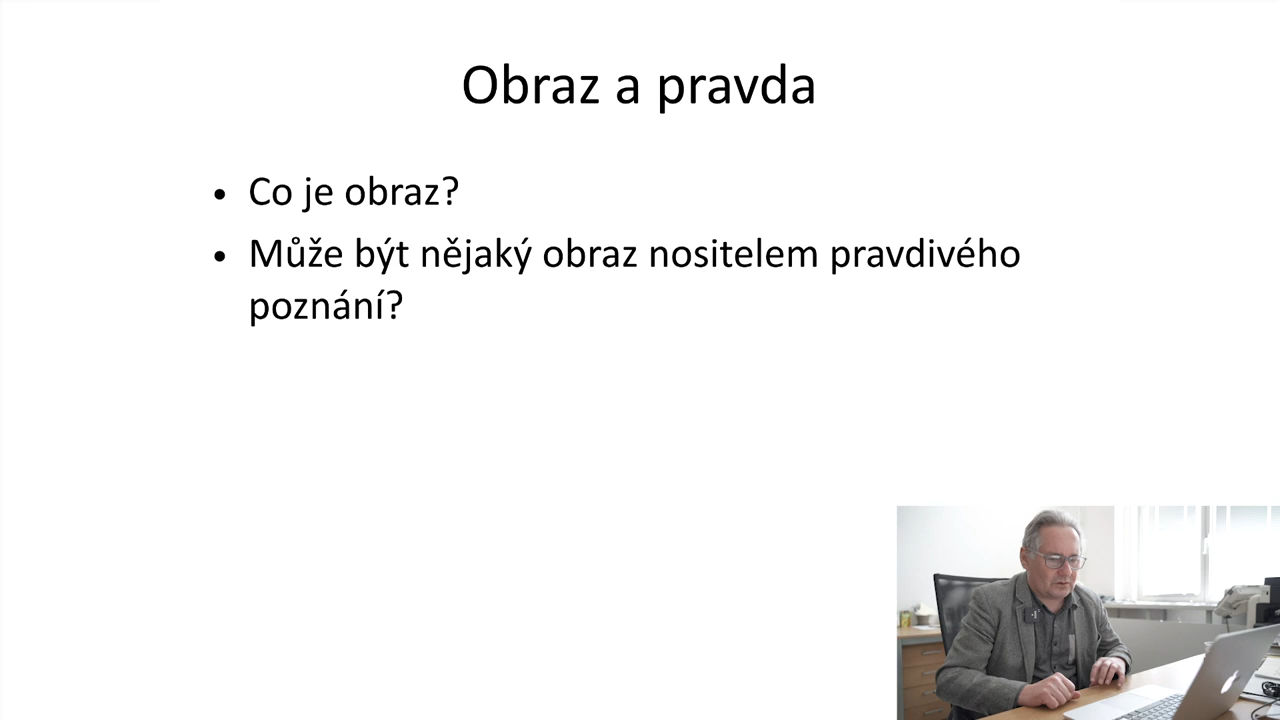 Obraz a pravda
• Co je obraz?
• Může být nějaký obraz nositelem pravdivého
poznání?